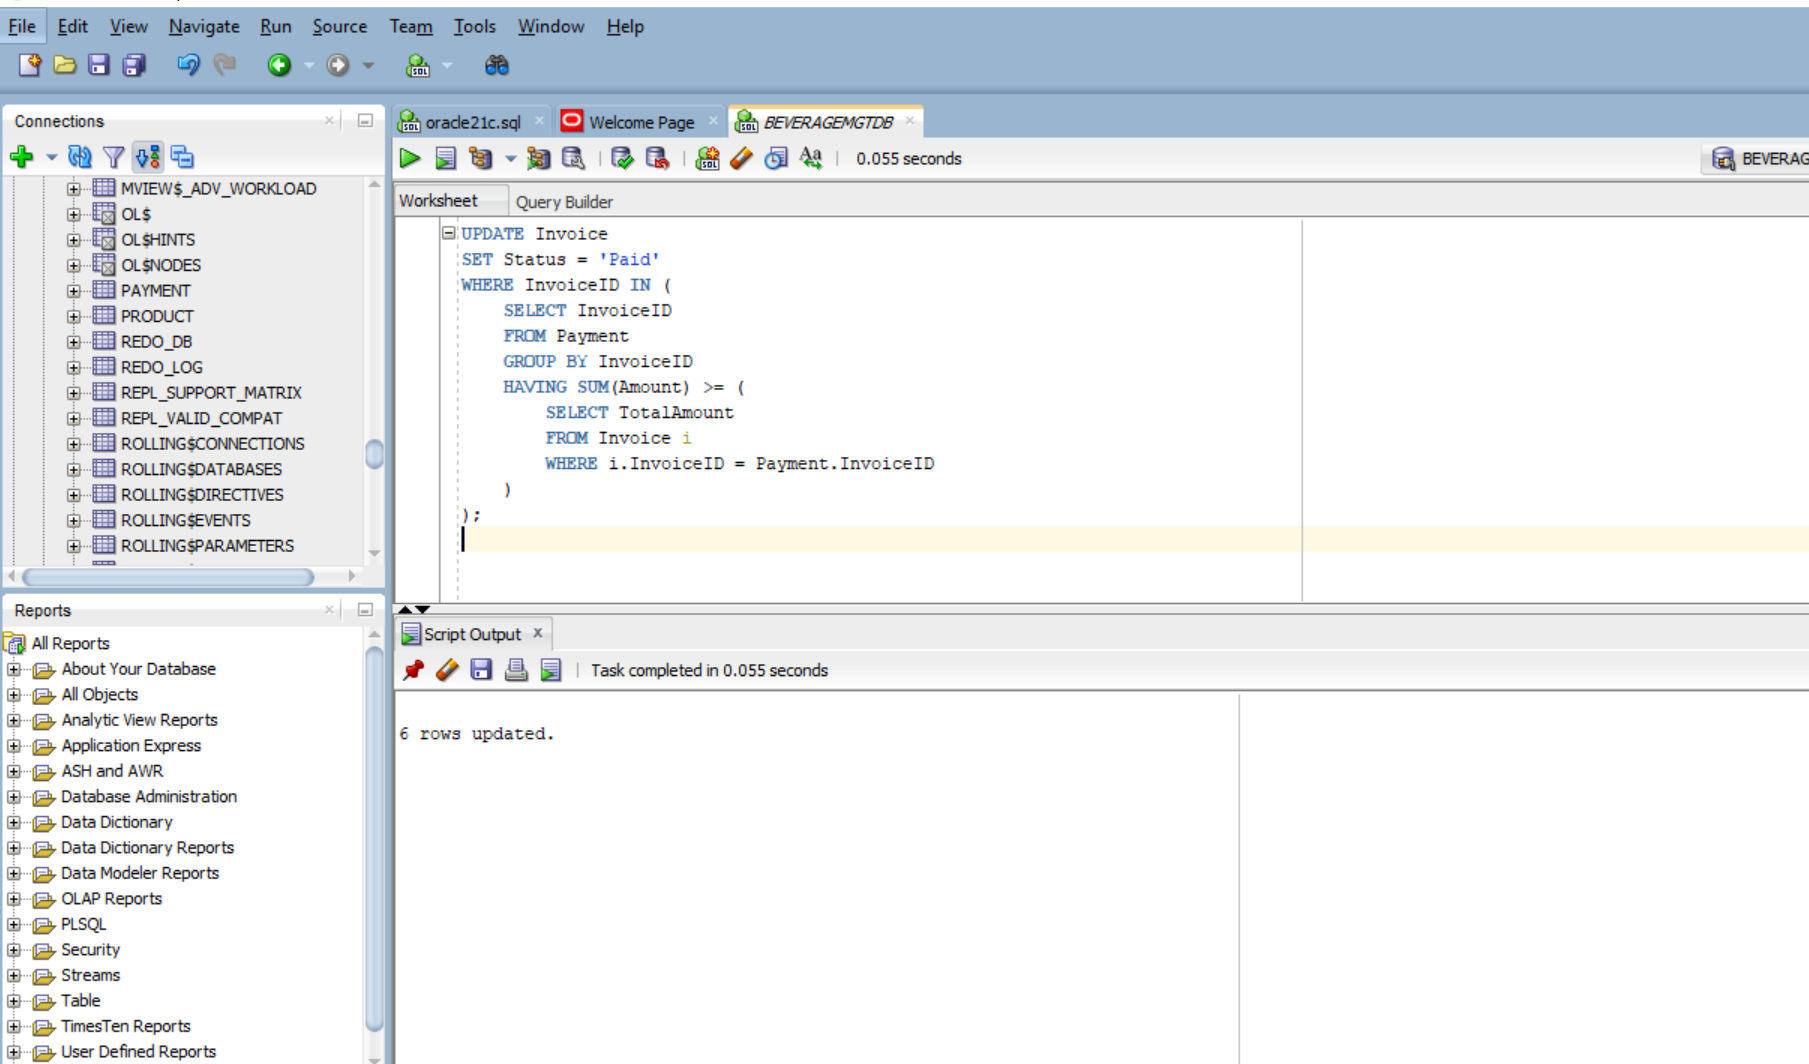 File Edit View Navigate Run Source Team Tools Window Help
Connections
oracle21c.sql
Welcome Page
BEVERAGEMGTDB
0.055 seconds
BEVERAG
MVIEW$_ADV_WORKLOAD
OL$
OL$HINTS
OL$NODES
PAYMENT
PRODUCT
REDO_DB
REDO_LOG
REPL_SUPPORT_MATRIX
REPL_VALID_COMPAT
ROLLING$CONNECTIONS
ROLLING$DATABASES
ROLLING$DIRECTIVES
ROLLING$EVENTS
ROLLING$PARAMETERS
Worksheet Query Builder
UPDATE Invoice
SET Status = 'Paid'
WHERE InvoiceID IN (
SELECT InvoiceID
FROM Payment
GROUP BY InvoiceID
HAVING SUM(Amount) >= (
SELECT TotalAmount
FROM Invoice i
WHERE i.InvoiceID = Payment.InvoiceID
)
);
Reports
All Reports
About Your Database
All Objects
Analytic View Reports
Application Express
ASH and AWR
Database Administration
Data Dictionary
Data Dictionary Reports
Data Modeler Reports
OLAP Reports
PLSQL
Security
Streams
Table
TimesTen Reports
User Defined Reports
Script Output
Task completed in 0.055 seconds
6 rows updated.